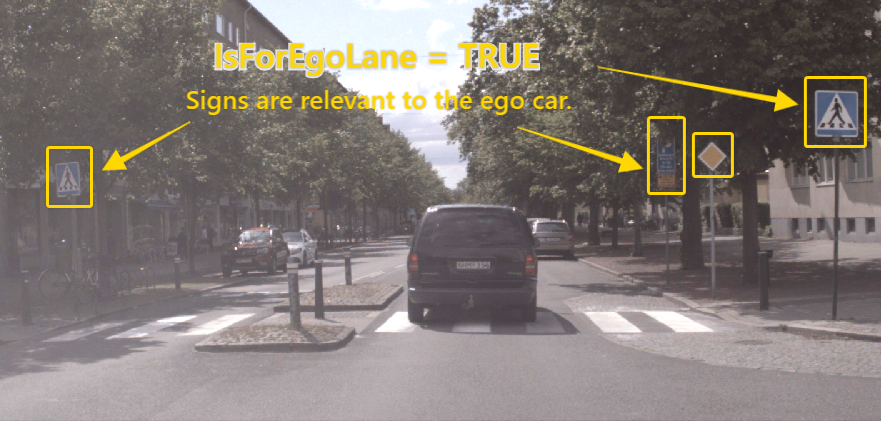 IsForEgoLane = TRUE
Signs are relevant to the ego car.